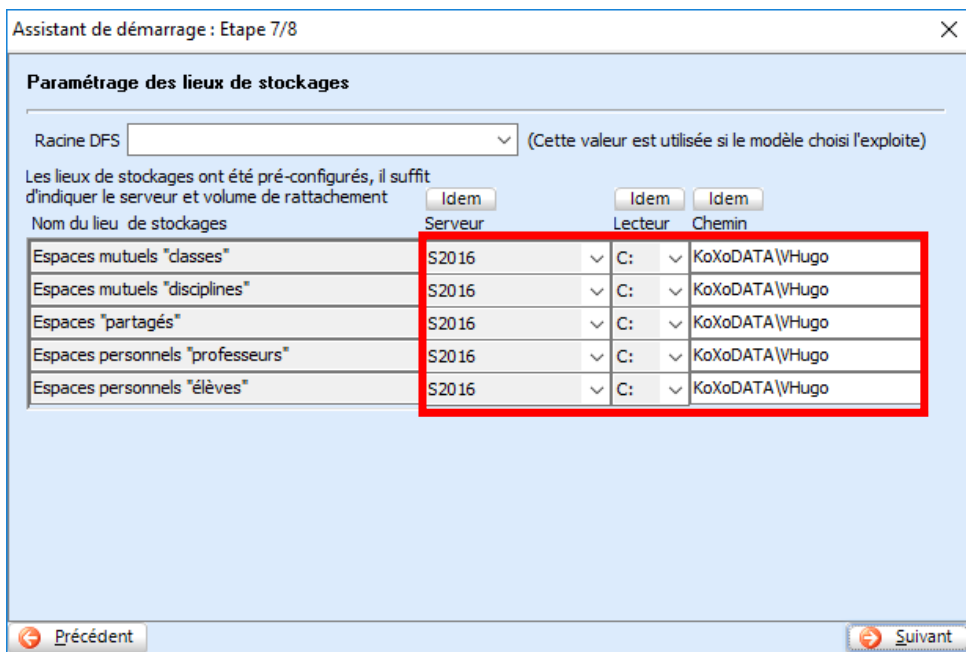 Assistant de démarrage : Etape 7/8
Paramétrage des lieux de stockages
Racine DFS (Cette valeur est utilisée si le modèle choisi l'exploite)
Les lieux de stockages ont été pré-configurés, il suffit
d'indiquer le serveur et volume de rattachement Idem Idem Idem
Nom du lieu de stockages Serveur Lecteur Chemin
Espaces mutuels "classes" S2016 C: KoXoDATA\VHugo
Espaces mutuels "disciplines" S2016 C: KoXoDATA\VHugo
Espaces "partagés" S2016 C: KoXoDATA\VHugo
Espaces personnels "professeurs" S2016 C: KoXoDATA\VHugo
Espaces personnels "élèves" S2016 C: KoXoDATA\VHugo
Précédent Suivant